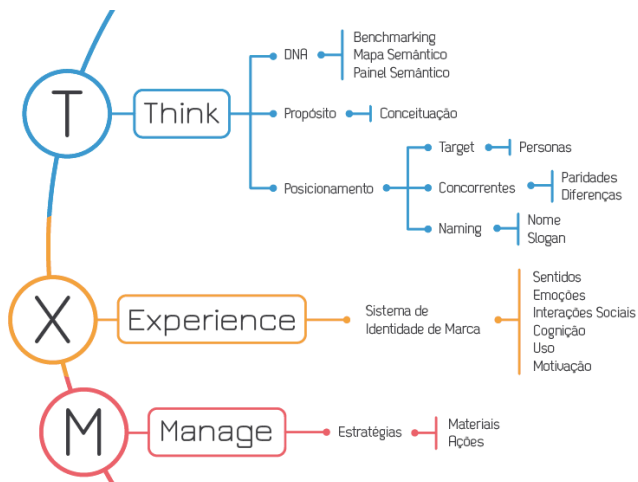 T
Think
DNA
Benchmarking
Mapa Semântico
Painel Semântico
Propósito
Conceituação
Posicionamento
Target
Personas
Concorrentes
Paridades
Diferenças
Naming
Nome
Slogan
X
Experience
Sistema de
Identidade de Marca
Sentidos
Emoções
Interações Sociais
Cognição
Uso
Motivação
M
Manage
Estratégias
Materiais
Ações